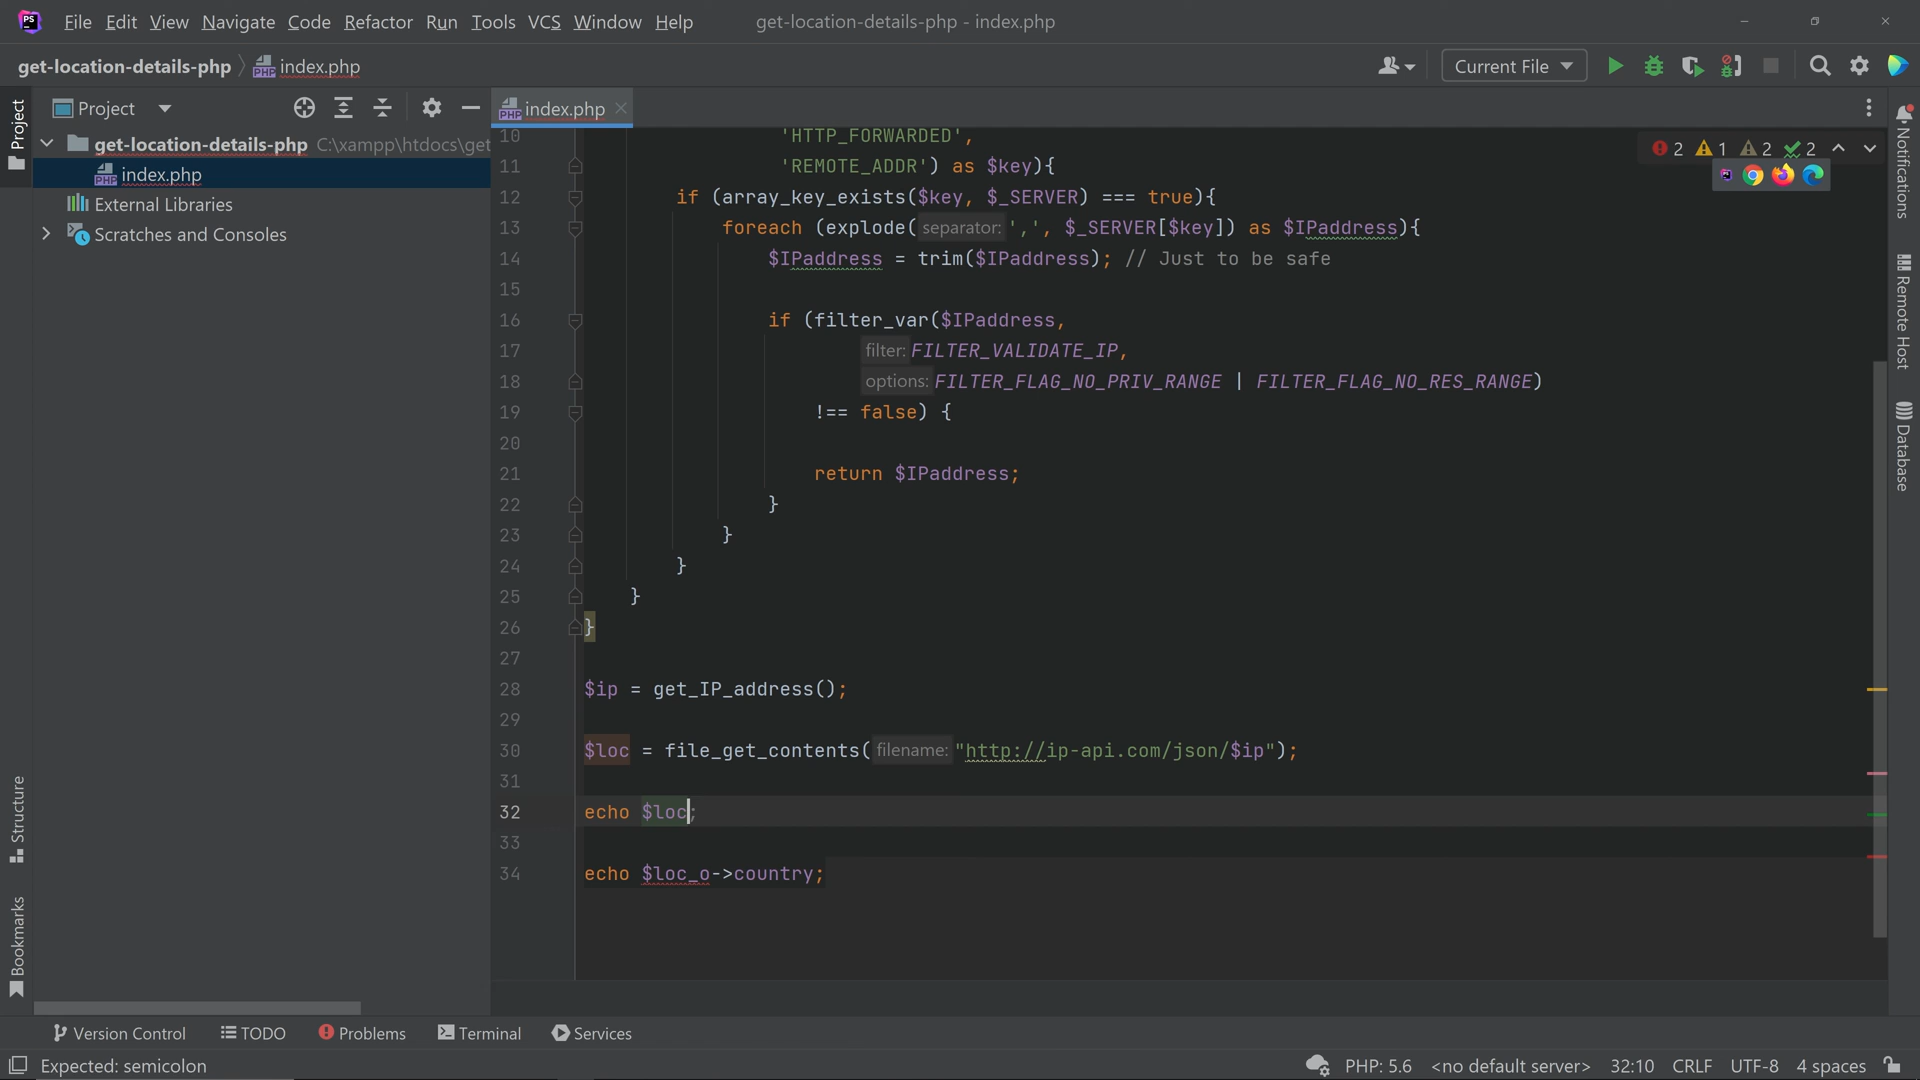 PS File Edit View Navigate Code Refactor Run Tools VCS Window Help get-location-details-php - index.php
get-location-details-php index.php Current File
Project index.php
get-location-details-php C:\xampp\htdocs\get
index.php
External Libraries
Scratches and Consoles
10 'HTTP_FORWARDED',
11 'REMOTE_ADDR') as $key){
12 if (array_key_exists($key, $_SERVER) === true){
13 foreach (explode( separator: ',', $_SERVER[$key]) as $IPaddress){
14 $IPaddress = trim($IPaddress); // Just to be safe
15
16 if (filter_var($IPaddress,
17 filter: FILTER_VALIDATE_IP,
18 options: FILTER_FLAG_NO_PRIV_RANGE | FILTER_FLAG_NO_RES_RANGE)
19 !== false) {
20
21 return $IPaddress;
22 }
23 }
24 }
25 }
26 }
27
28 $ip = get_IP_address();
29
30 $loc = file_get_contents( filename: "http://ip-api.com/json/$ip");
31
32 echo $loc;
33
34 echo $loc_o->country;
2 1 2 2
Project
Structure
Bookmarks
Notifications
Remote Host
Database
Version Control TODO Problems Terminal Services
Expected: semicolon PHP: 5.6 <no default server> 32:10 CRLF UTF-8 4 spaces